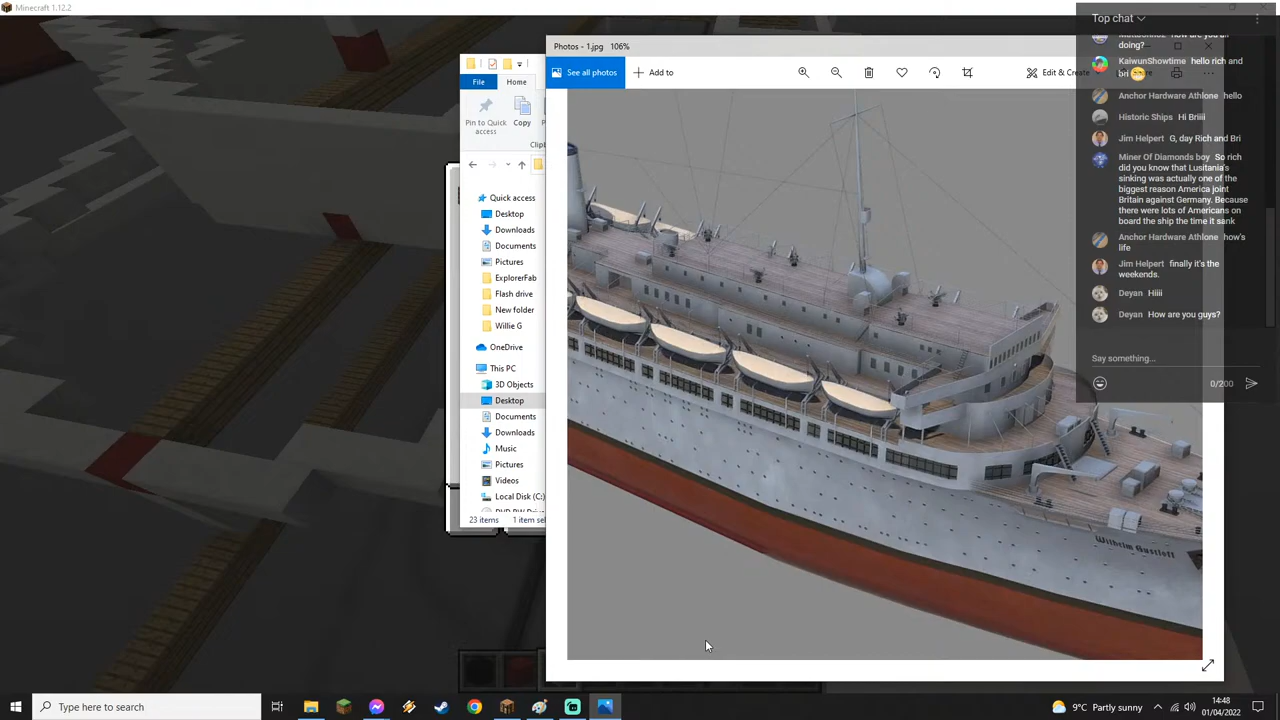 Minecraft 1.12.2
Top chat
doing?
KaiwunShowtime hello rich and
bri
Anchor Hardware Athlone hello
Historic Ships Hi Briiii
Jim Helpert G, day Rich and Bri
Miner Of Diamonds boy So rich
did you know that Lusitania's
sinking was actually one of the
biggest reason America joint
Britain against Germany. Because
there were lots of Americans on
board the ship the time it sank
Anchor Hardware Athlone how's
life
Jim Helpert finally it's the
weekends.
Deyan Hiiii
Deyan How are you guys?
Say something...
0/200
Photos - 1.jpg 106%
See all photos
Add to
Edit & Create
File
Home
Pin to Quick
access
Copy
Quick access
Desktop
Downloads
Documents
Pictures
ExplorerFab
Flash drive
New folder
Willie G
OneDrive
This PC
3D Objects
Desktop
Documents
Downloads
Music
Pictures
Videos
Local Disk (C:)
23 items
1 item sel
Wilhelm Gustloff
Type here to search
9°C Partly sunny
14:48
01/04/2022